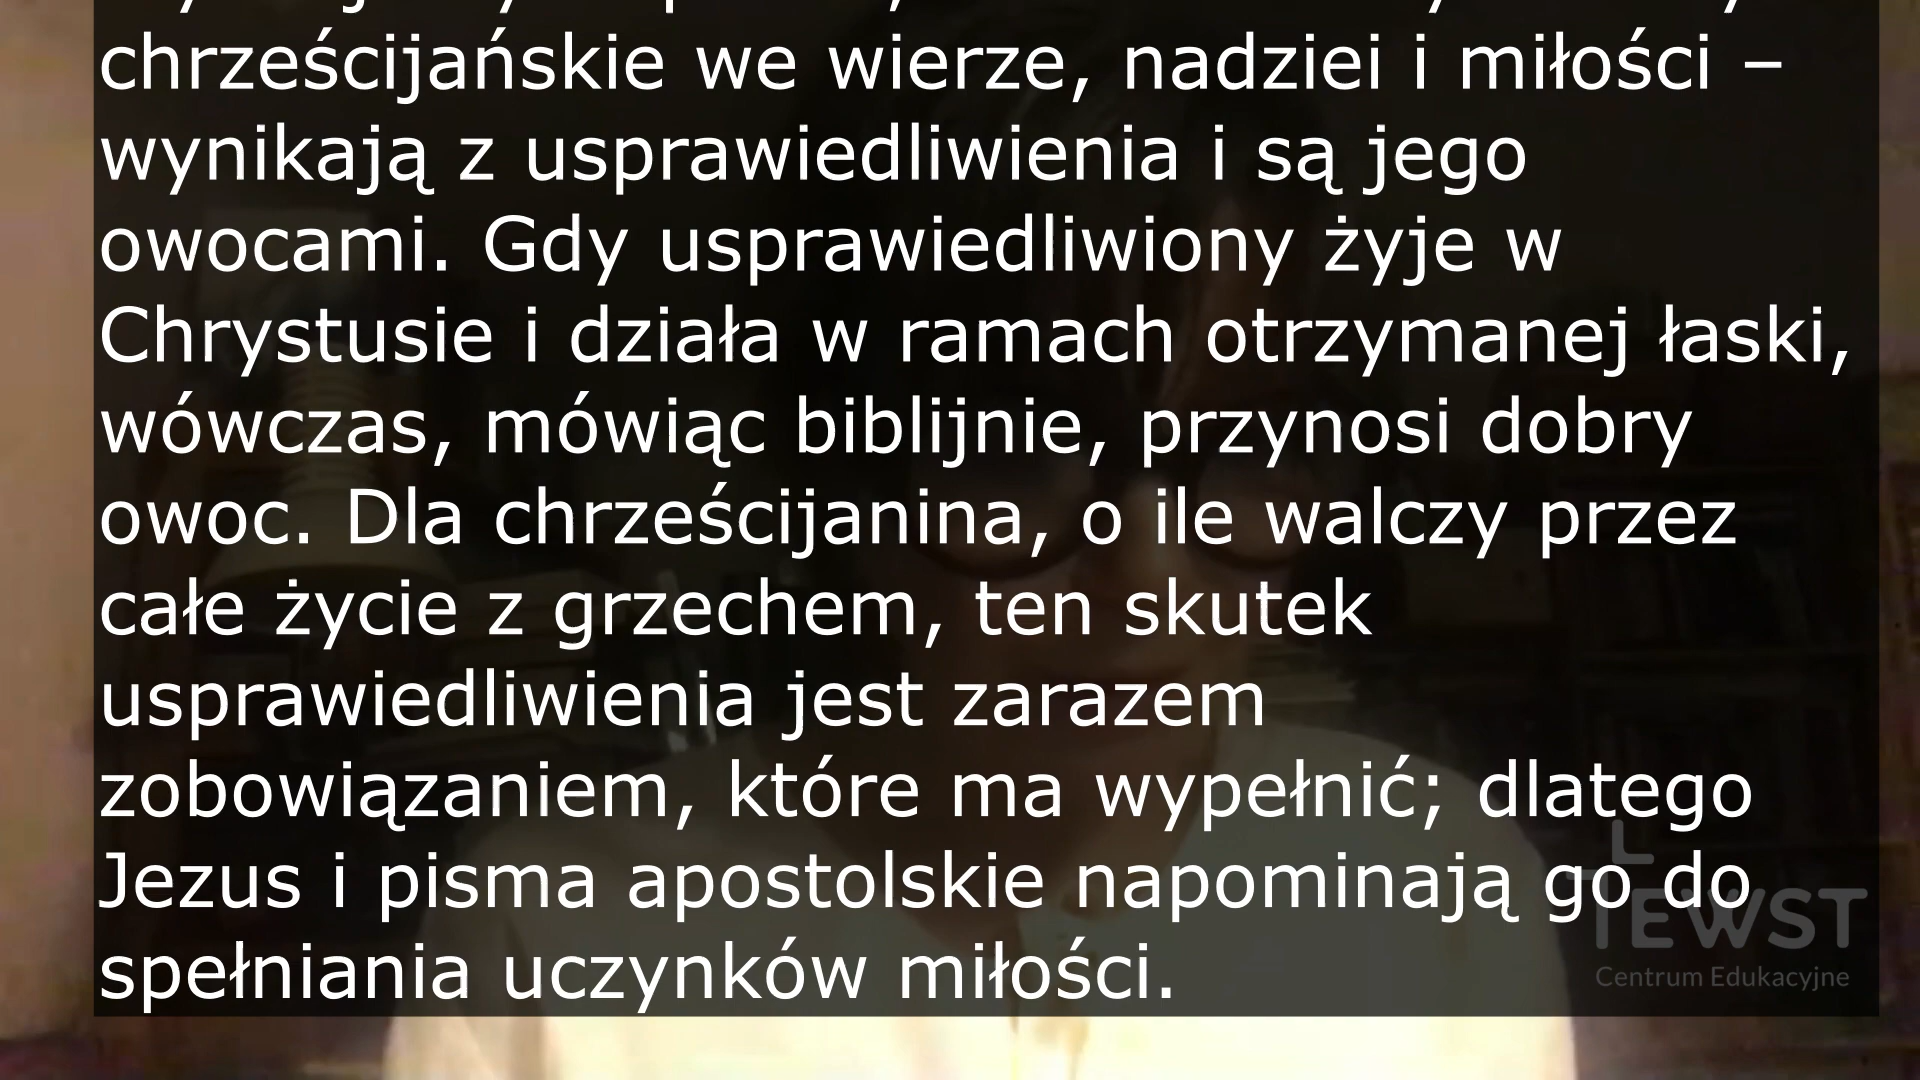 chrześcijańskie we wierze, nadziei i miłości –
wynikają z usprawiedliwienia i są jego
owocami. Gdy usprawiedliwiony żyje w
Chrystusie i działa w ramach otrzymanej łaski,
wówczas, mówiąc biblijnie, przynosi dobry
owoc. Dla chrześcijanina, o ile walczy przez
całe życie z grzechem, ten skutek
usprawiedliwienia jest zarazem
zobowiązaniem, które ma wypełnić; dlatego
Jezus i pisma apostolskie napominają go do
spełniania uczynków miłości.
TEWST
Centrum Edukacyjne